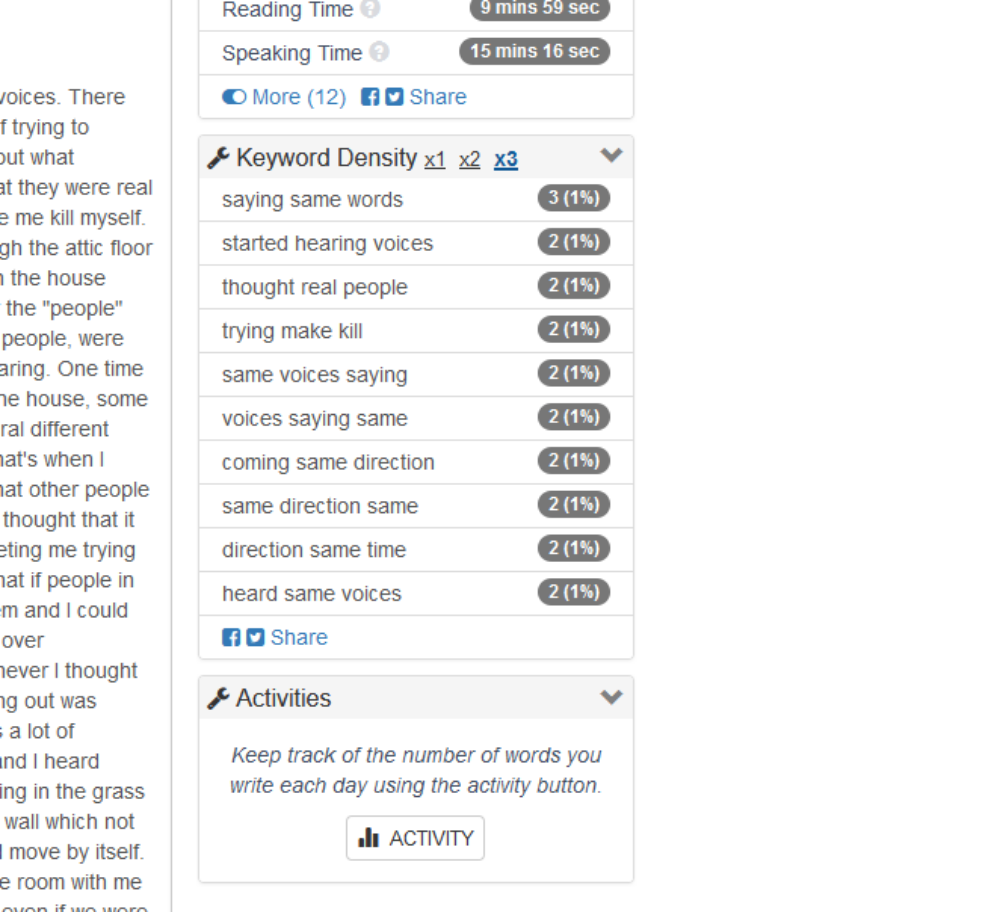 voices. There
f trying to
out what
at they were real
e me kill myself.
gh the attic floor
n the house
the "people"
people, were
aring. One time
he house, some
ral different
hat's when I
hat other people
thought that it
eting me trying
hat if people in
em and I could
over
never I thought
ng out was
s a lot of
and I heard
ing in the grass
wall which not
l move by itself.
e room with me
even if we were
Reading Time 9 mins 59 sec
Speaking Time 15 mins 16 sec
More (12) Share
Keyword Density x1 x2 x3
saying same words 3 (1%)
started hearing voices 2 (1%)
thought real people 2 (1%)
trying make kill 2 (1%)
same voices saying 2 (1%)
voices saying same 2 (1%)
coming same direction 2 (1%)
same direction same 2 (1%)
direction same time 2 (1%)
heard same voices 2 (1%)
Share
Activities
Keep track of the number of words you
write each day using the activity button.
ACTIVITY